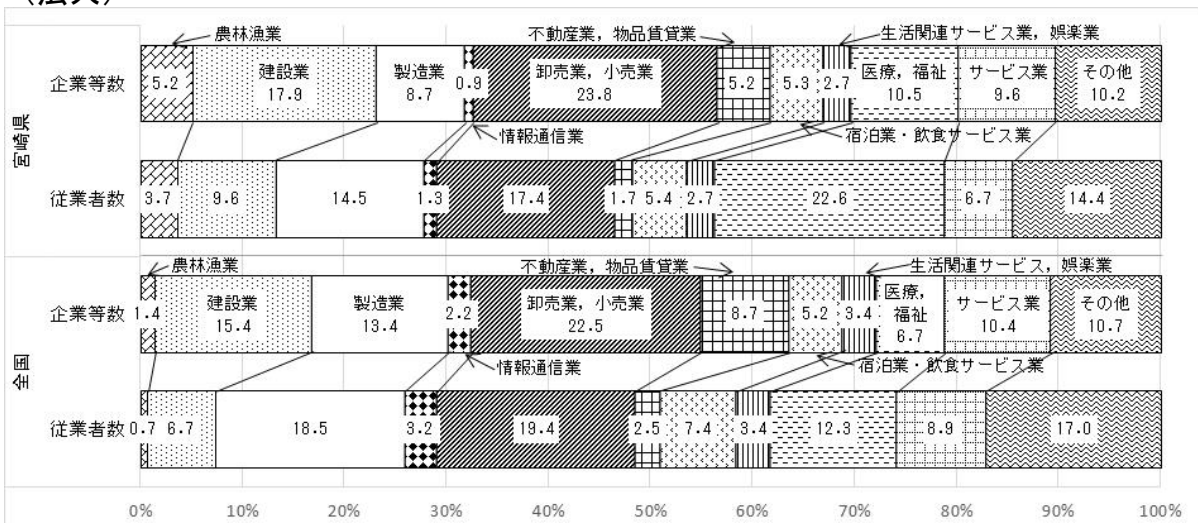 （法人）
農林漁業
不動産業，物品賃貸業
生活関連サービス業，娯楽業
宮崎県
企業等数
5.2
建設業
17.9
製造業
8.7
0.9
卸売業，小売業
23.8
5.2
5.3
2.7
医療，福祉
10.5
サービス業
9.6
その他
10.2
情報通信業
宿泊業・飲食サービス業
従業者数
3.7
9.6
14.5
1.3
17.4
1.7
5.4
2.7
22.6
6.7
14.4
農林漁業
不動産業，物品賃貸業
生活関連サービス，娯楽業
全国
企業等数
1.4
建設業
15.4
製造業
13.4
2.2
卸売業，小売業
22.5
8.7
5.2
3.4
医療，
福祉
6.7
サービス業
10.4
その他
10.7
情報通信業
宿泊業・飲食サービス業
従業者数
0.7
6.7
18.5
3.2
19.4
2.5
7.4
3.4
12.3
8.9
17.0
0% 10% 20% 30% 40% 50% 60% 70% 80% 90% 100%